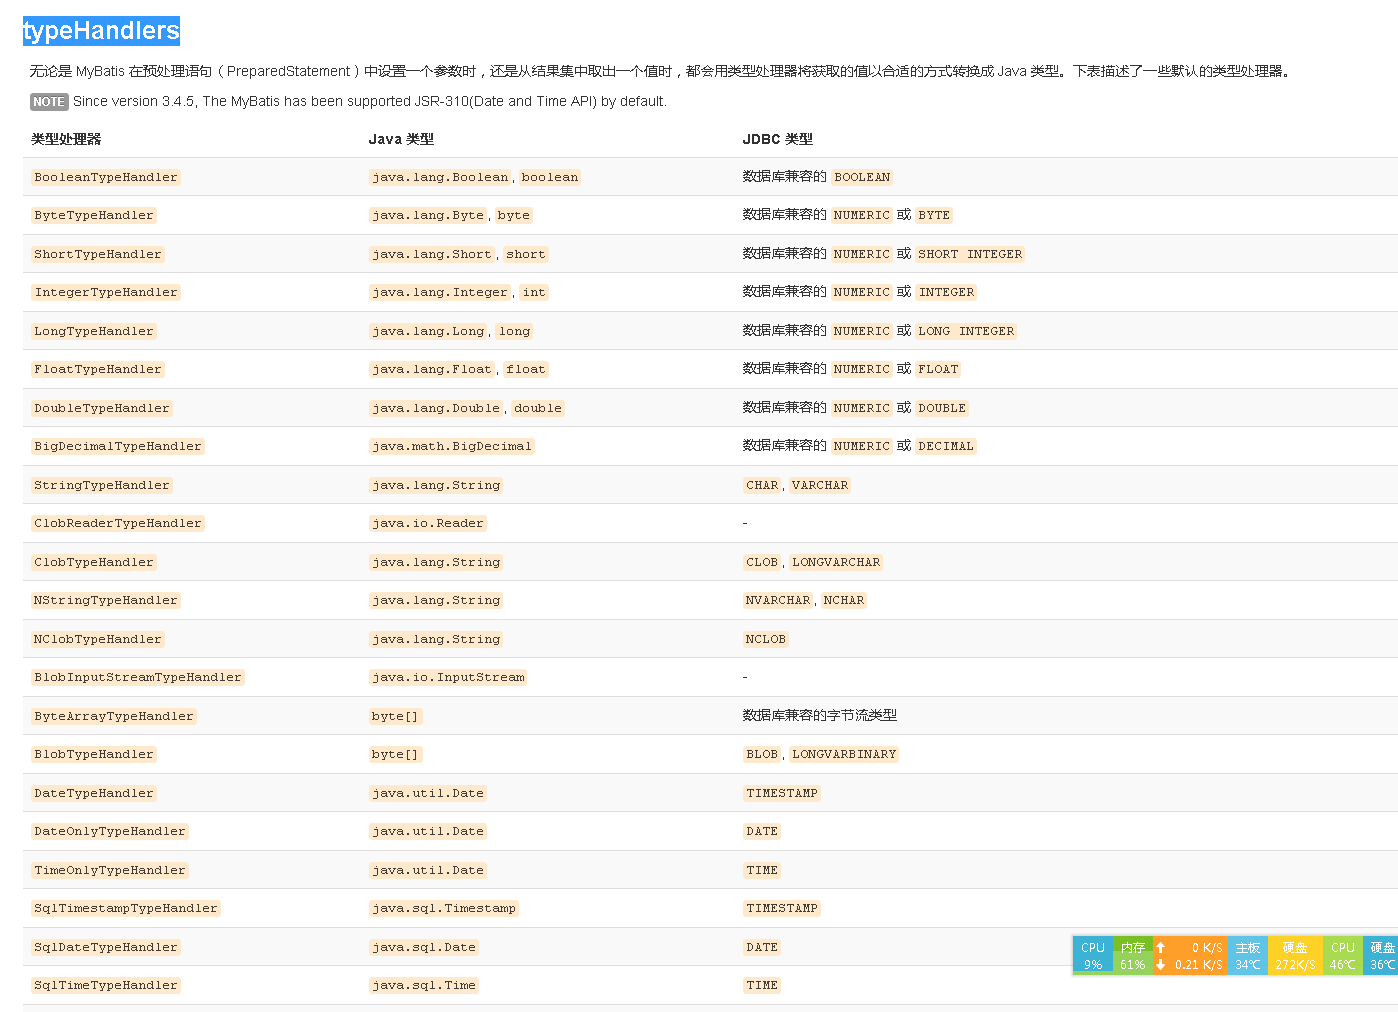 typeHandlers
无论是 MyBatis 在预处理语句（PreparedStatement）中设置一个参数时，还是从结果集中取出一个值时，都会用类型处理器将获取的值以合适的方式转换成 Java 类型。下表描述了一些默认的类型处理器。
NOTE Since version 3.4.5, The MyBatis has been supported JSR-310(Date and Time API) by default.
类型处理器 Java 类型 JDBC 类型
BooleanTypeHandler java.lang.Boolean, boolean 数据库兼容的 BOOLEAN
ByteTypeHandler java.lang.Byte, byte 数据库兼容的 NUMERIC 或 BYTE
ShortTypeHandler java.lang.Short, short 数据库兼容的 NUMERIC 或 SHORT INTEGER
IntegerTypeHandler java.lang.Integer, int 数据库兼容的 NUMERIC 或 INTEGER
LongTypeHandler java.lang.Long, long 数据库兼容的 NUMERIC 或 LONG INTEGER
FloatTypeHandler java.lang.Float, float 数据库兼容的 NUMERIC 或 FLOAT
DoubleTypeHandler java.lang.Double, double 数据库兼容的 NUMERIC 或 DOUBLE
BigDecimalTypeHandler java.math.BigDecimal 数据库兼容的 NUMERIC 或 DECIMAL
StringTypeHandler java.lang.String CHAR, VARCHAR
ClobReaderTypeHandler java.io.Reader -
ClobTypeHandler java.lang.String CLOB, LONGVARCHAR
NStringTypeHandler java.lang.String NVARCHAR, NCHAR
NClobTypeHandler java.lang.String NCLOB
BlobInputStreamTypeHandler java.io.InputStream -
ByteArrayTypeHandler byte[] 数据库兼容的字节流类型
BlobTypeHandler byte[] BLOB, LONGVARBINARY
DateTypeHandler java.util.Date TIMESTAMP
DateOnlyTypeHandler java.util.Date DATE
TimeOnlyTypeHandler java.util.Date TIME
SqlTimestampTypeHandler java.sql.Timestamp TIMESTAMP
SqlDateTypeHandler java.sql.Date DATE
SqlTimeTypeHandler java.sql.Time TIME
CPU 内存 ↑ 0 K/S 主板 硬盘 CPU 硬盘
9% 61% ↓ 0.21 K/S 34℃ 272K/S 46℃ 36℃